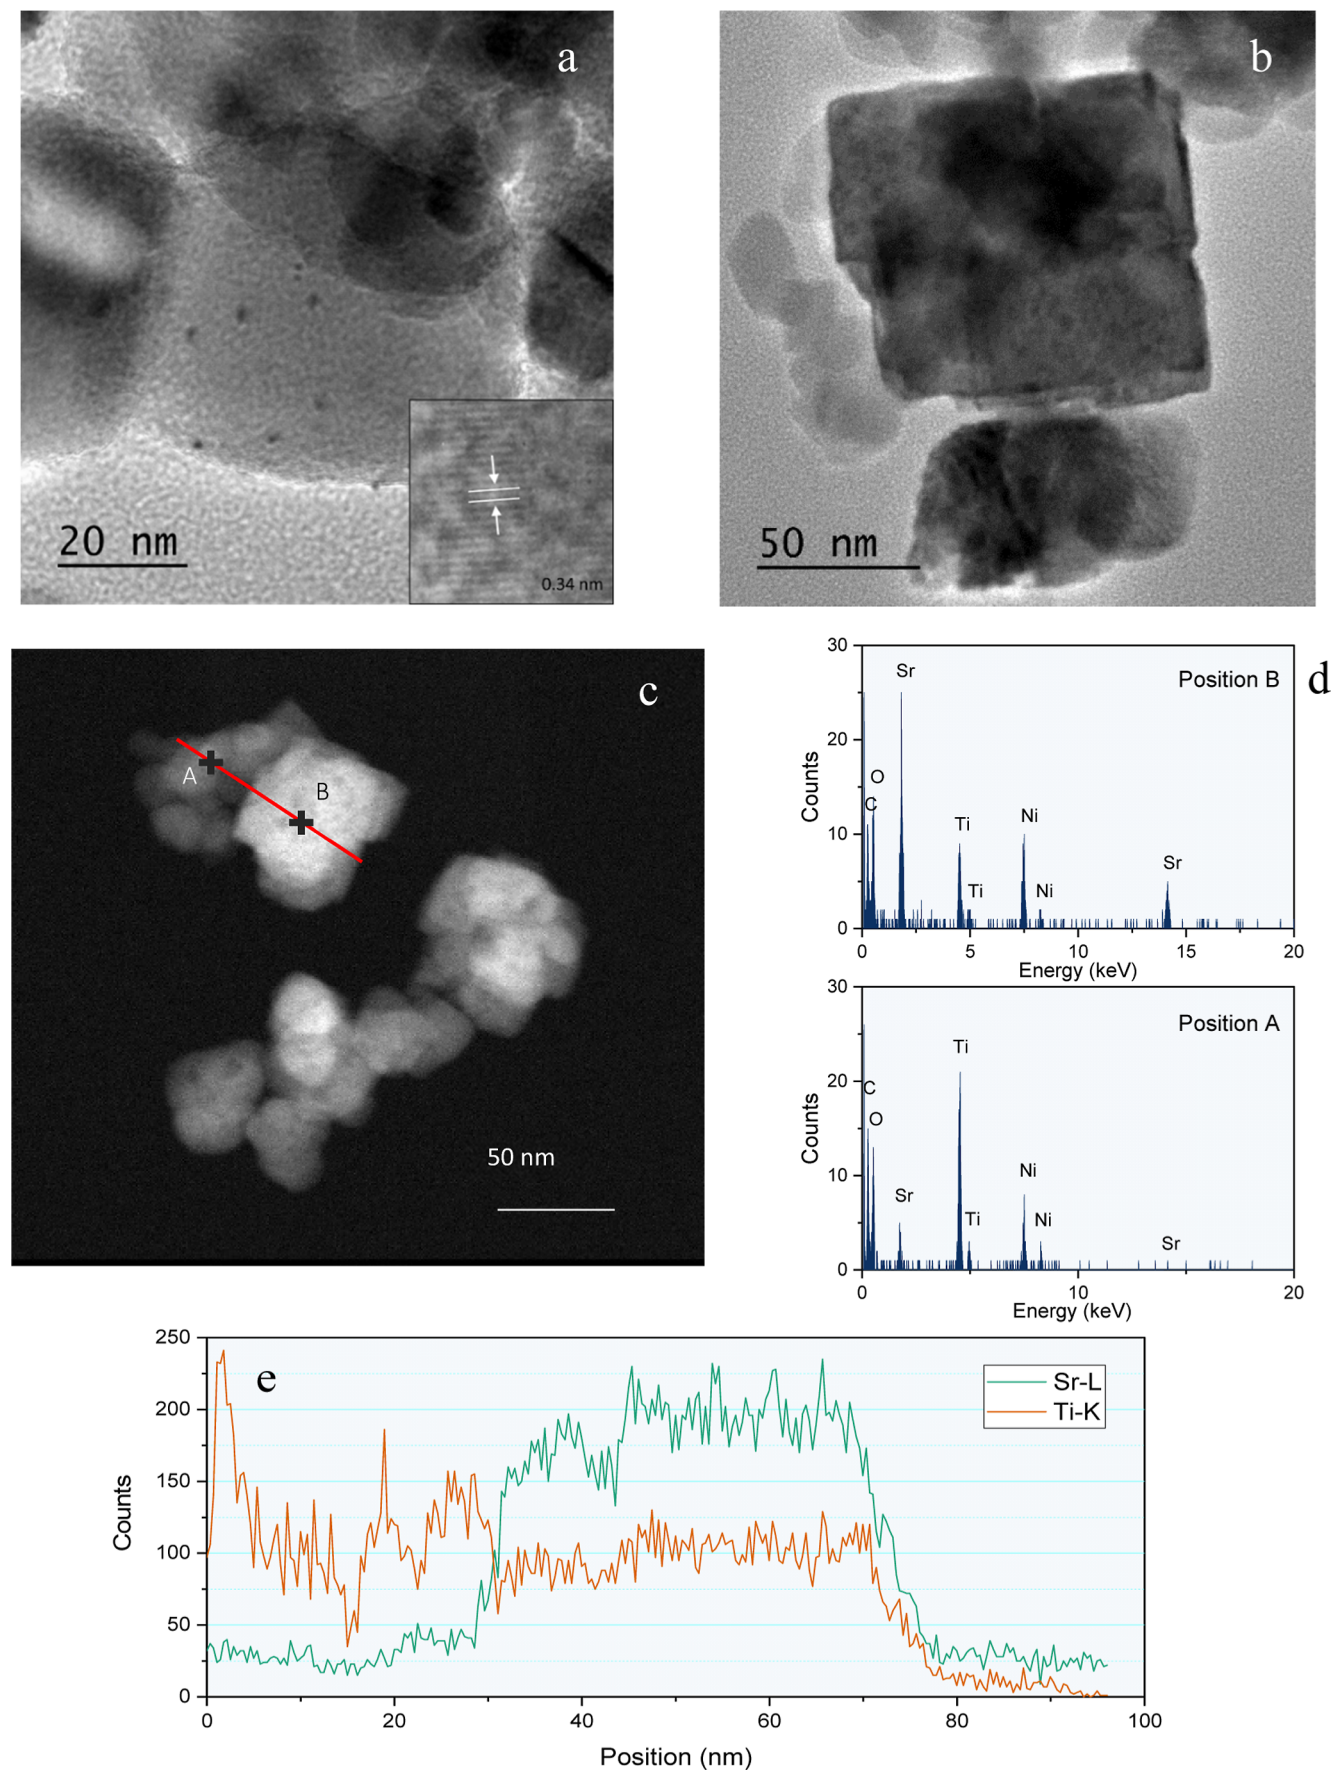 a
20 nm
0.34 nm
b
50 nm
c
A
B
50 nm
d
Position B
Counts
30
20
10
0
Sr
O
C
Ti
Ti
Ni
Ni
Sr
0 5 10 15 20
Energy (keV)
Position A
Counts
30
20
10
0
C
O
Sr
Ti
Ti
Ni
Ni
Sr
0 10 20
Energy (keV)
e
Sr-L
Ti-K
Counts
250
200
150
100
50
0
0 20 40 60 80 100
Position (nm)